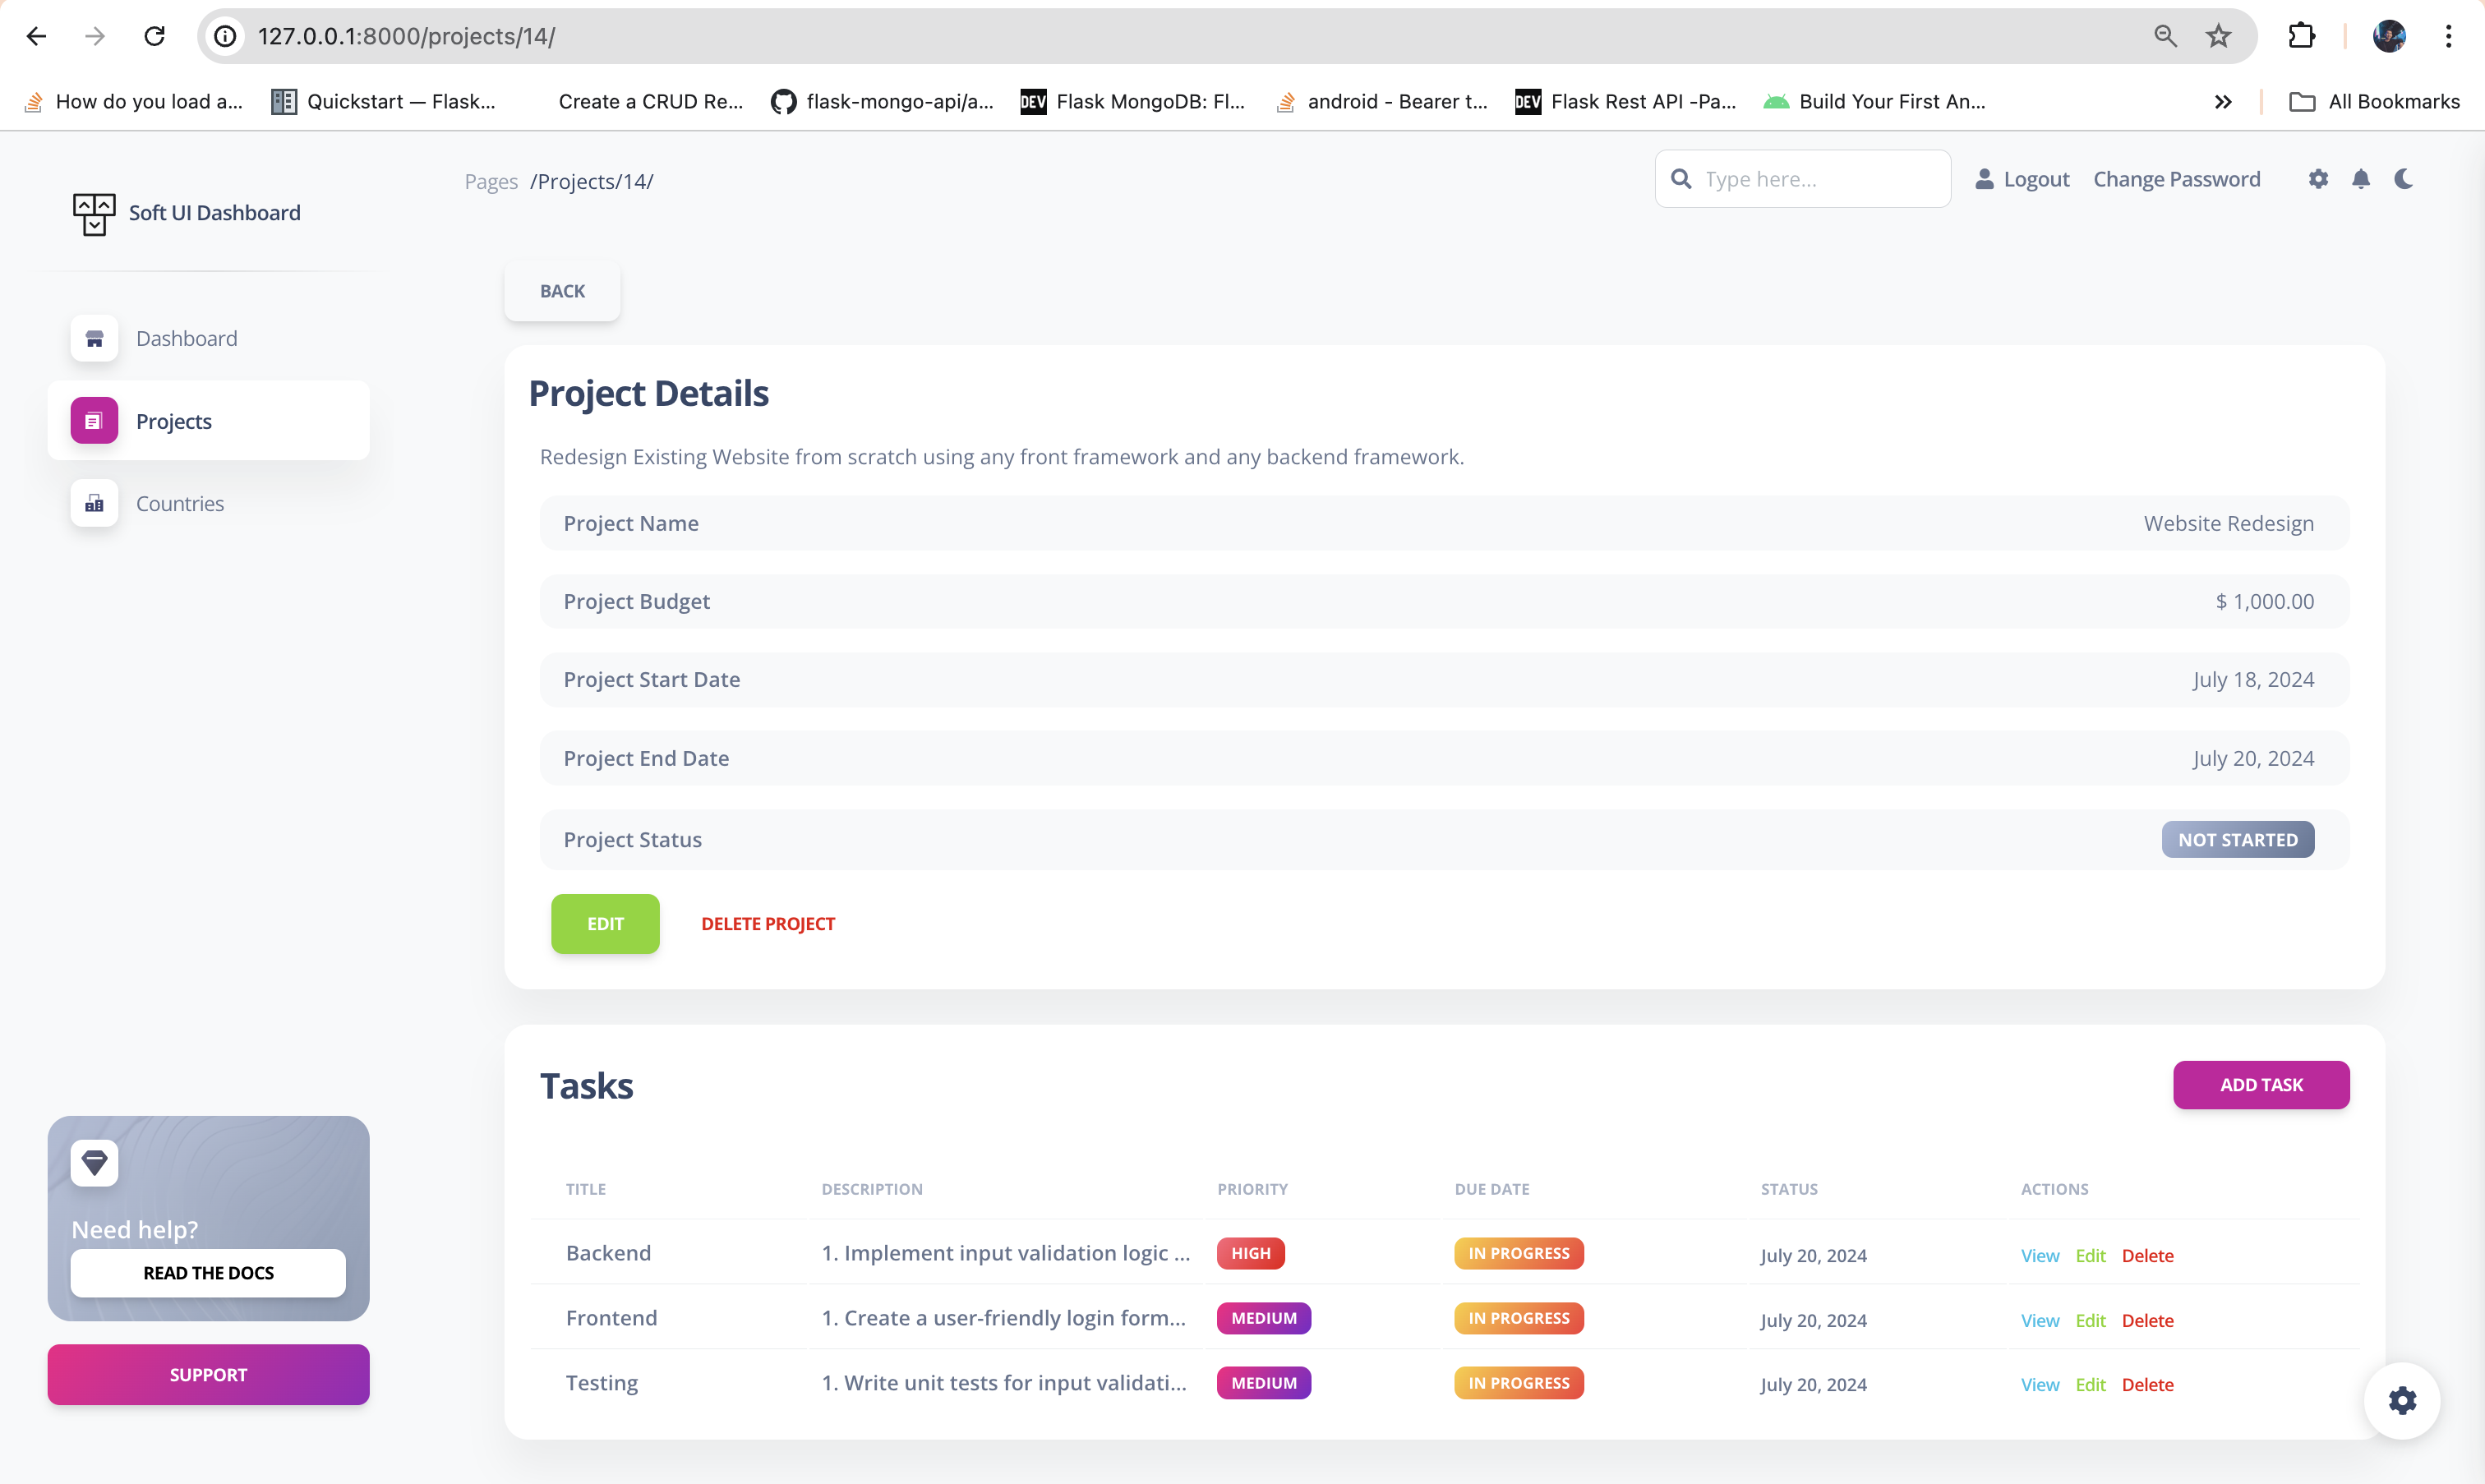 127.0.0.1:8000/projects/14/
How do you load a...
Quickstart — Flask...
Create a CRUD Re...
flask-mongo-api/a...
DEV Flask MongoDB: Fl...
android - Bearer t...
DEV Flask Rest API -Pa...
Build Your First An...
All Bookmarks
Soft UI Dashboard
Pages /Projects/14/
Type here...
Logout
Change Password
Dashboard
Projects
Countries
Need help?
READ THE DOCS
SUPPORT
BACK
Project Details
Redesign Existing Website from scratch using any front framework and any backend framework.
Project Name Website Redesign
Project Budget $ 1,000.00
Project Start Date July 18, 2024
Project End Date July 20, 2024
Project Status NOT STARTED
EDIT DELETE PROJECT
Tasks
ADD TASK
TITLE DESCRIPTION PRIORITY DUE DATE STATUS ACTIONS
Backend 1. Implement input validation logic ... HIGH IN PROGRESS July 20, 2024 View Edit Delete
Frontend 1. Create a user-friendly login form... MEDIUM IN PROGRESS July 20, 2024 View Edit Delete
Testing 1. Write unit tests for input validati... MEDIUM IN PROGRESS July 20, 2024 View Edit Delete